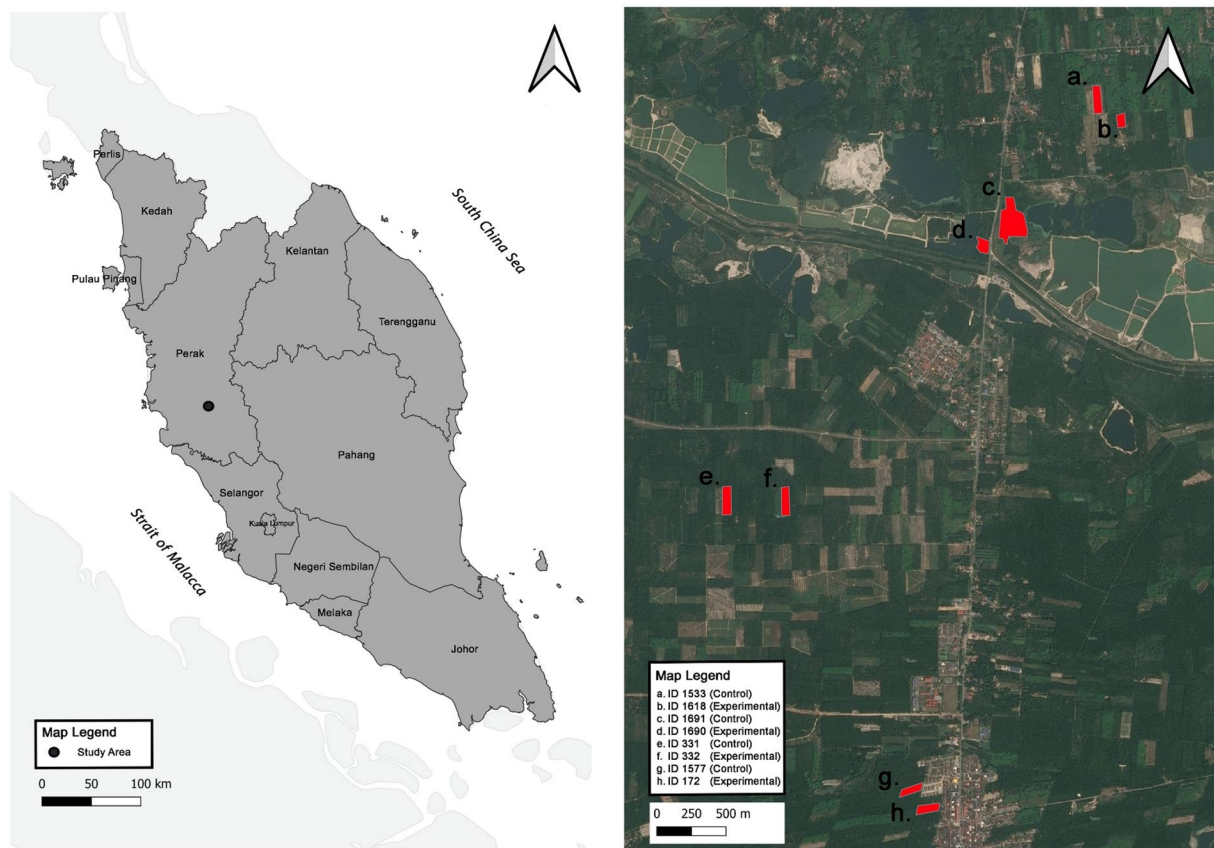 Perlis
Kedah
Pulau Pinang
Kelantan
South China Sea
Terengganu
Perak
Pahang
Selangor
Kuala Lumpur
Strait of Malacca
Negeri Sembilan
Melaka
Johor
Map Legend
Study Area
0 50 100 km
a.
b.
c.
d.
e.
f.
g.
h.
Map Legend
a. ID 1533 (Control)
b. ID 1618 (Experimental)
c. ID 1691 (Control)
d. ID 1690 (Experimental)
e. ID 331 (Control)
f. ID 332 (Experimental)
g. ID 1577 (Control)
h. ID 172 (Experimental)
0 250 500 m